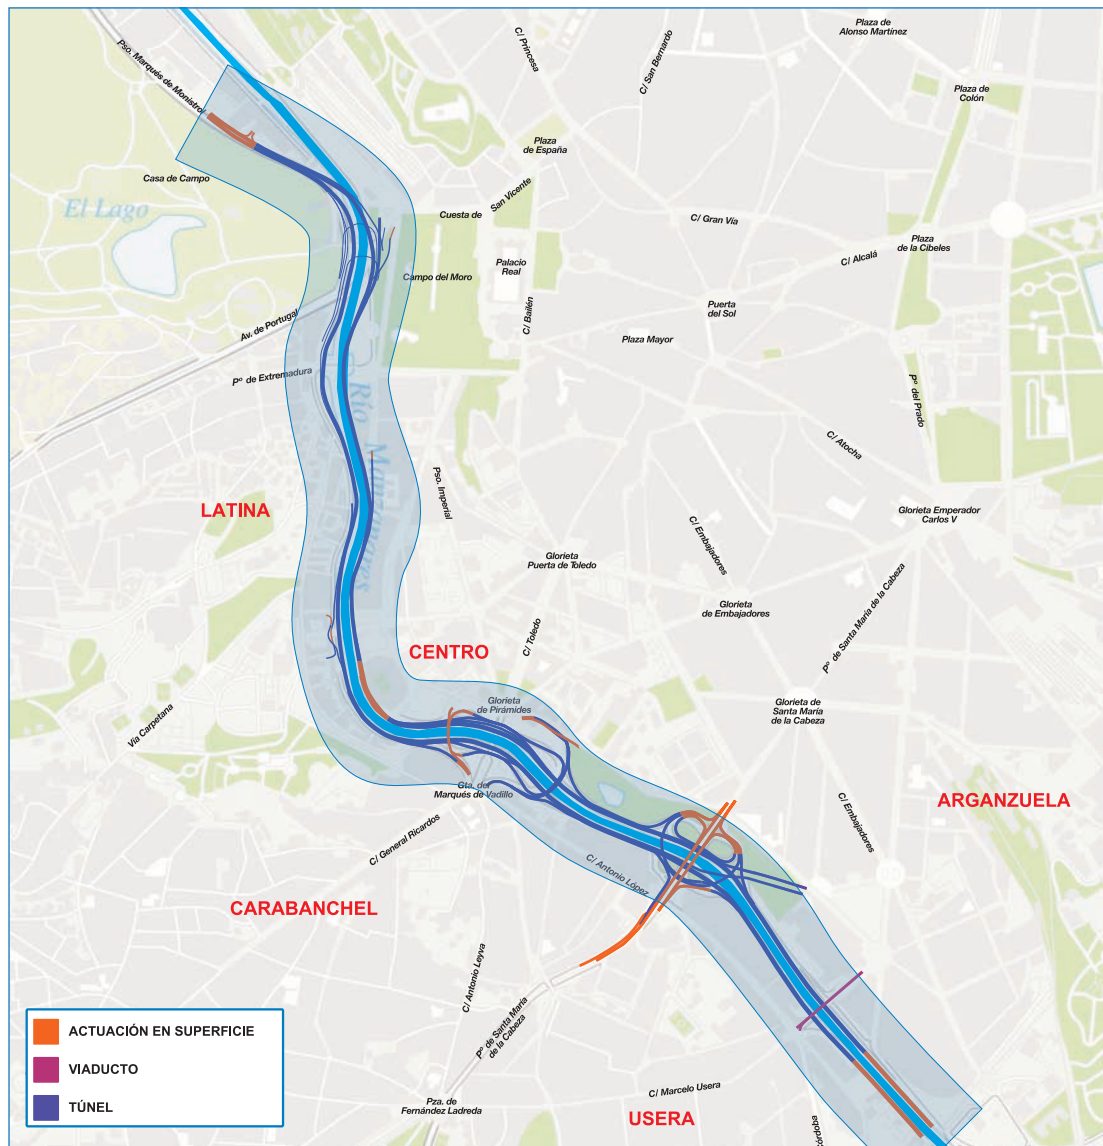 Plaza de
Alonso Martínez
C/ Princesa
C/ San Bernardo
Pso. Marqués de Monistrol
Plaza de
Colón
Plaza
de España
Casa de Campo
San Vicente
El Lago
Cuesta de
C/ Gran Vía
Plaza
de la Cibeles
C/ Alcalá
Palacio
Real
Campo del Moro
C/ Bailén
Puerta
del Sol
Av. de Portugal
Plaza Mayor
Pº de Extremadura
Pº del Prado
Río Manzanares
C/ Atocha
Pso. Imperial
LATINA
Glorieta Emperador
Carlos V
C/ Embajadores
Glorieta
Puerta de Toledo
Pº de Santa María de la Cabeza
Glorieta
de Embajadores
C/ Toledo
CENTRO
Glorieta
de Pirámides
Glorieta de
Santa María
de la Cabeza
Vía Carpetana
Gta. del
Marqués de Vadillo
ARGANZUELA
C/ Embajadores
C/ General Ricardos
C/ Antonio López
CARABANCHEL
C/ Antonio Leyva
Pº de Santa María
de la Cabeza
ACTUACIÓN EN SUPERFICIE
VIADUCTO
TÚNEL
C/ Marcelo Usera
Pza. de
Fernández Ladreda
USERA